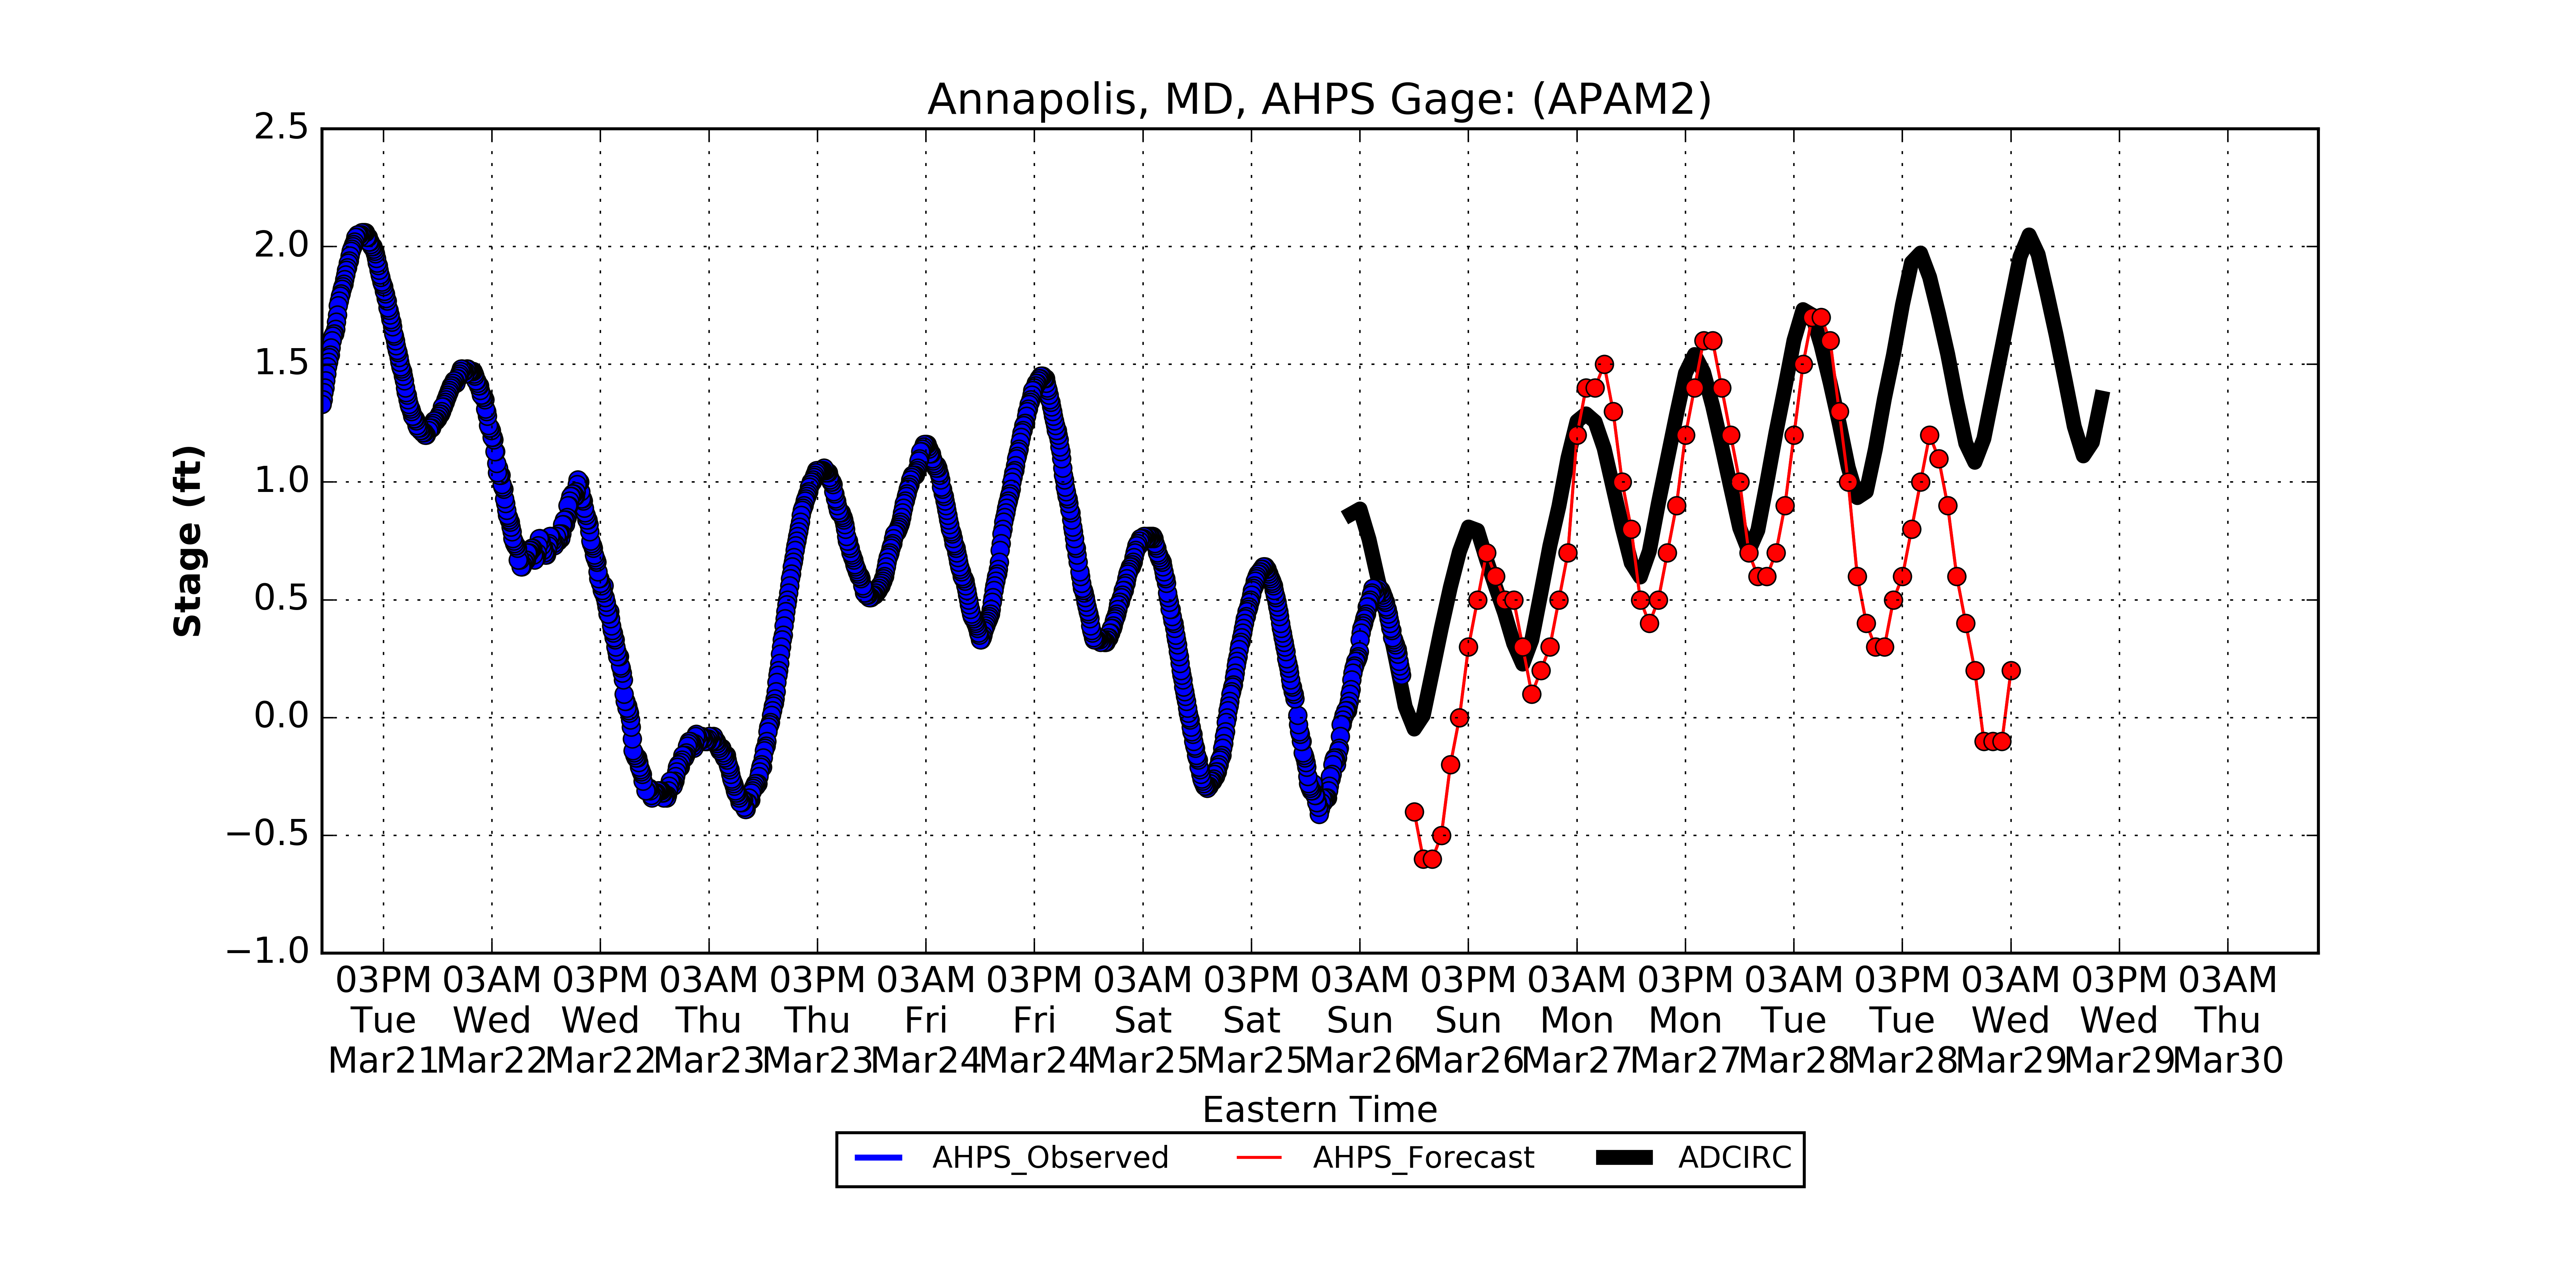 Annapolis, MD, AHPS Gage: (APAM2)
2.5
2.0
1.5
1.0
0.5
0.0
−0.5
−1.0
Stage (ft)
03PM 03AM 03PM 03AM 03PM 03AM 03PM 03AM 03PM 03AM 03PM 03AM 03PM 03AM 03PM 03AM 03PM 03AM
Tue Wed Wed Thu Thu Fri Fri Sat Sat Sun Sun Mon Mon Tue Tue Wed Wed Thu
Mar21 Mar22 Mar22 Mar23 Mar23 Mar24 Mar24 Mar25 Mar25 Mar26 Mar26 Mar27 Mar27 Mar28 Mar28 Mar29 Mar29 Mar30
Eastern Time
AHPS_Observed AHPS_Forecast ADCIRC